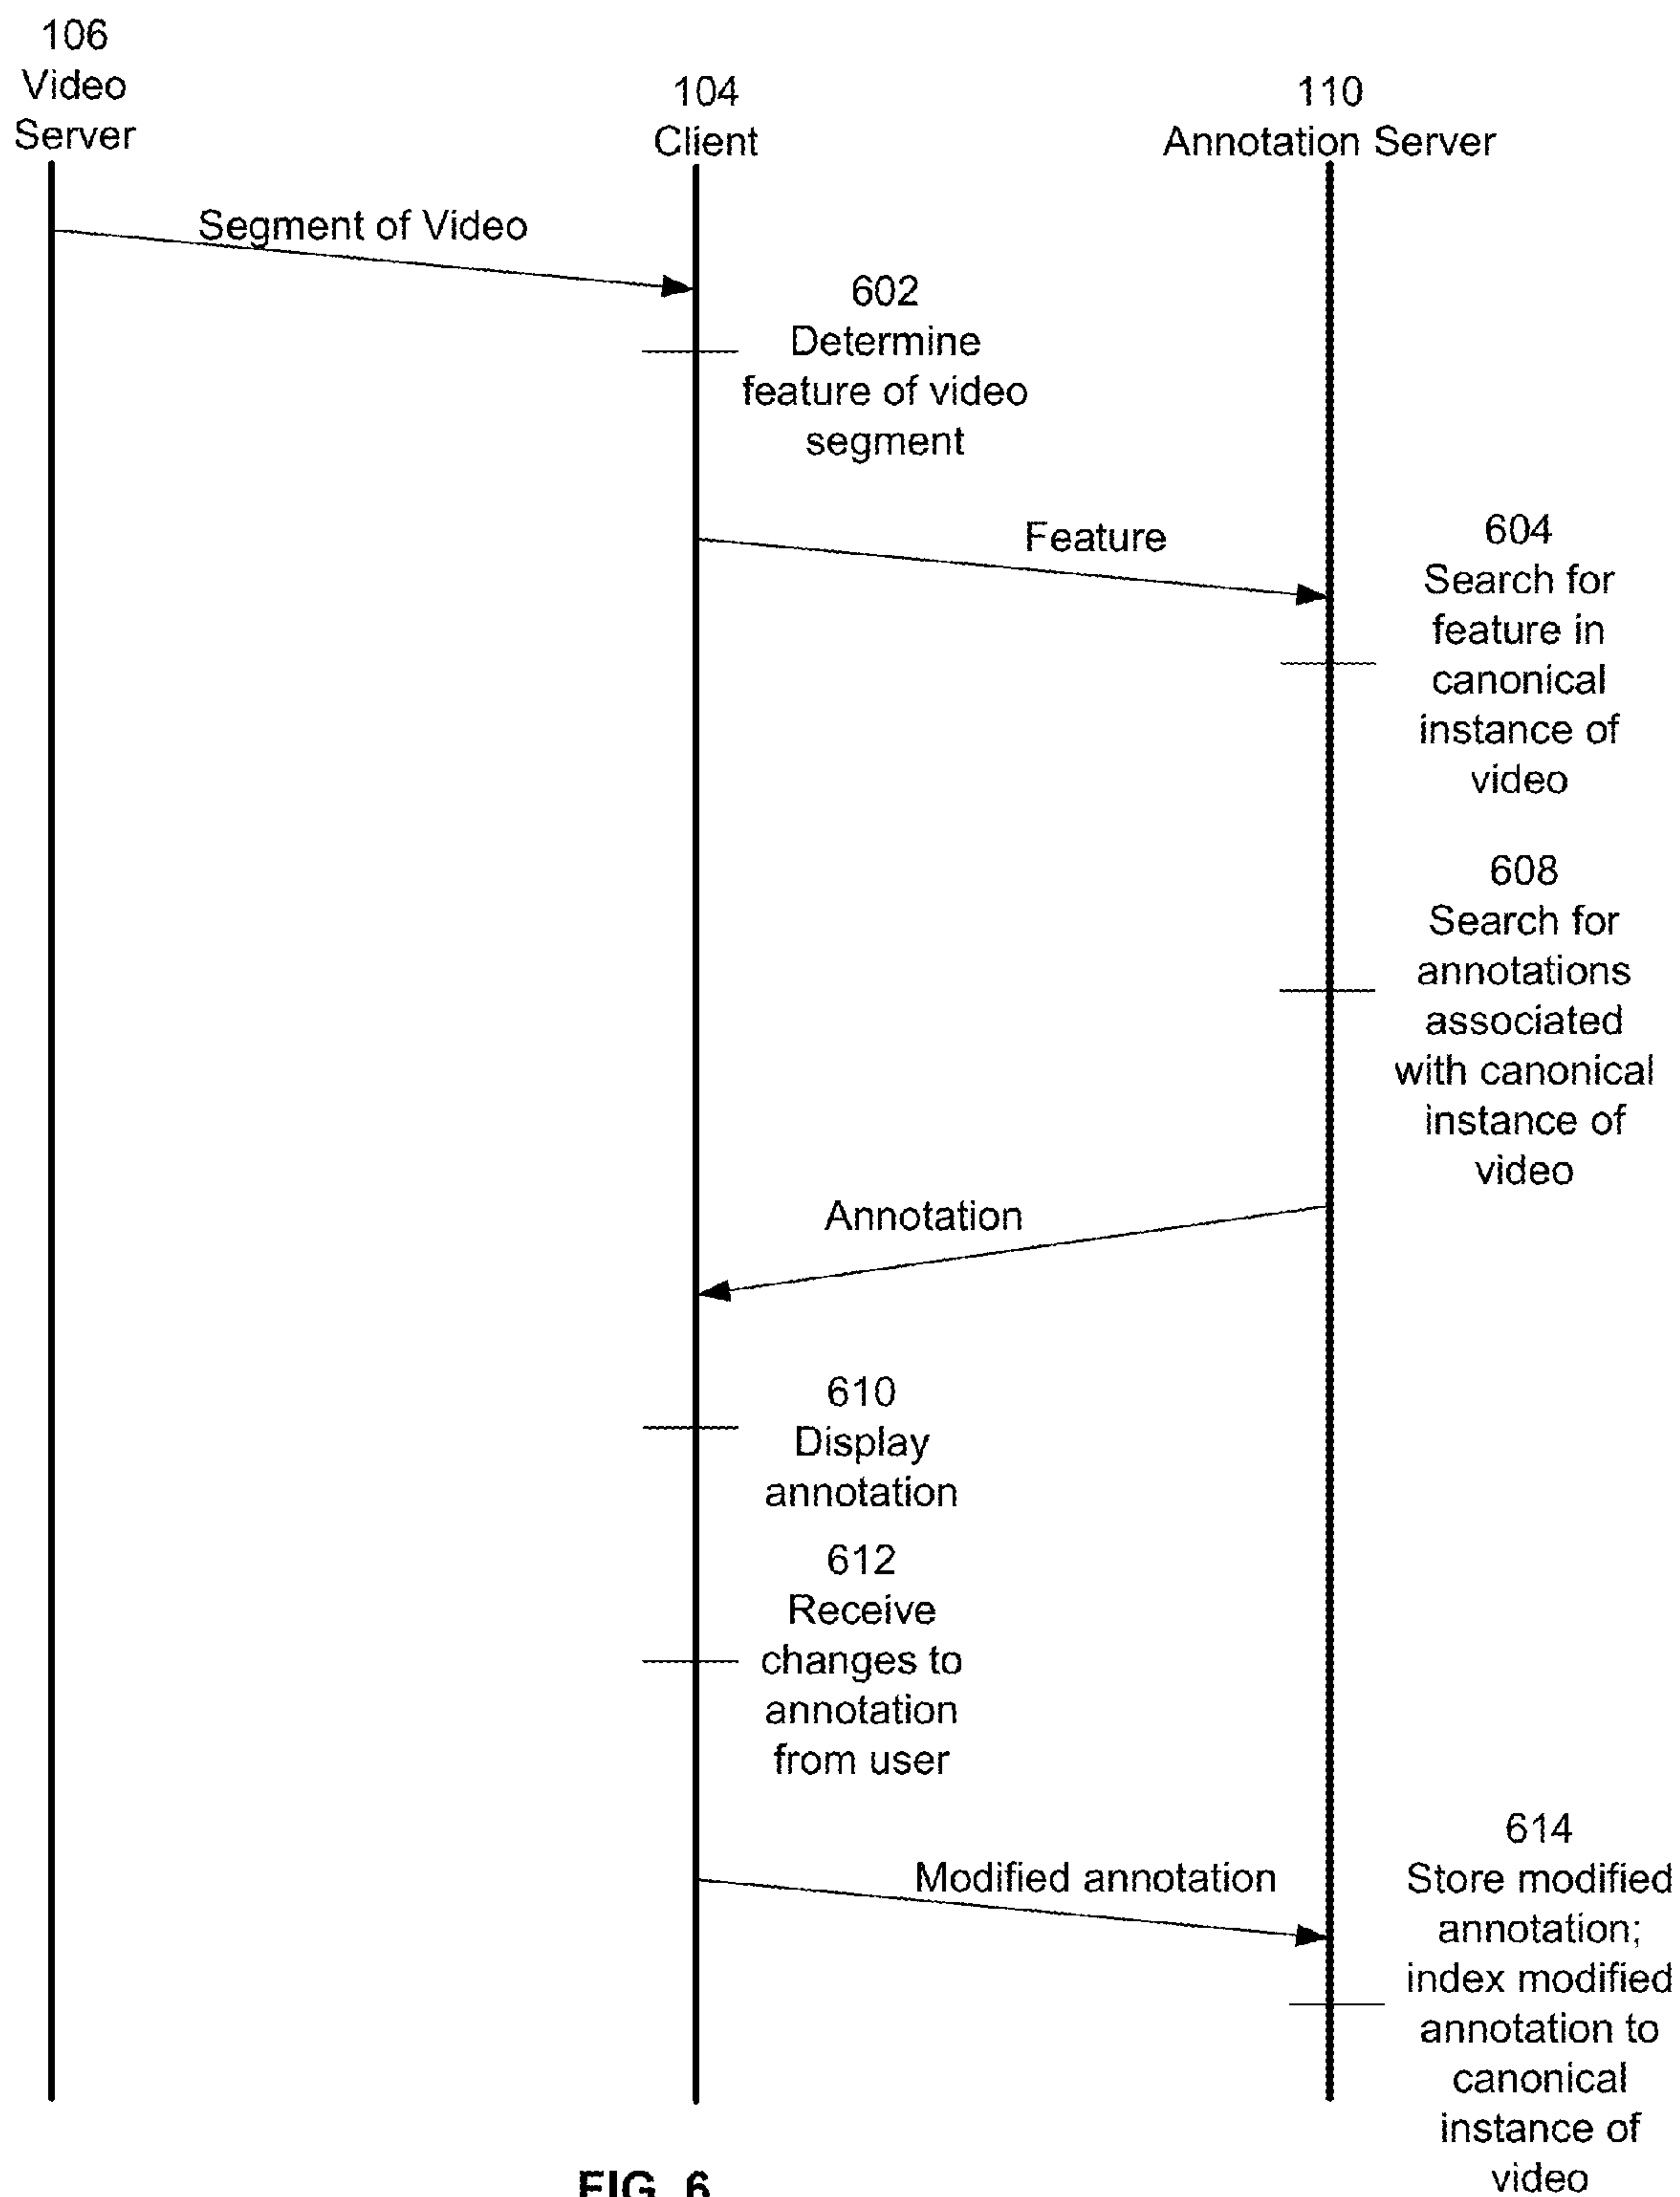 106
Video
Server
104
Client
110
Annotation Server
Segment of Video
602
Determine
feature of video
segment
Feature
604
Search for
feature in
canonical
instance of
video
608
Search for
annotations
associated
with canonical
instance of
video
Annotation
610
Display
annotation
612
Receive
changes to
annotation
from user
Modified annotation
614
Store modified
annotation;
index modified
annotation to
canonical
instance of
video
FIG. 6